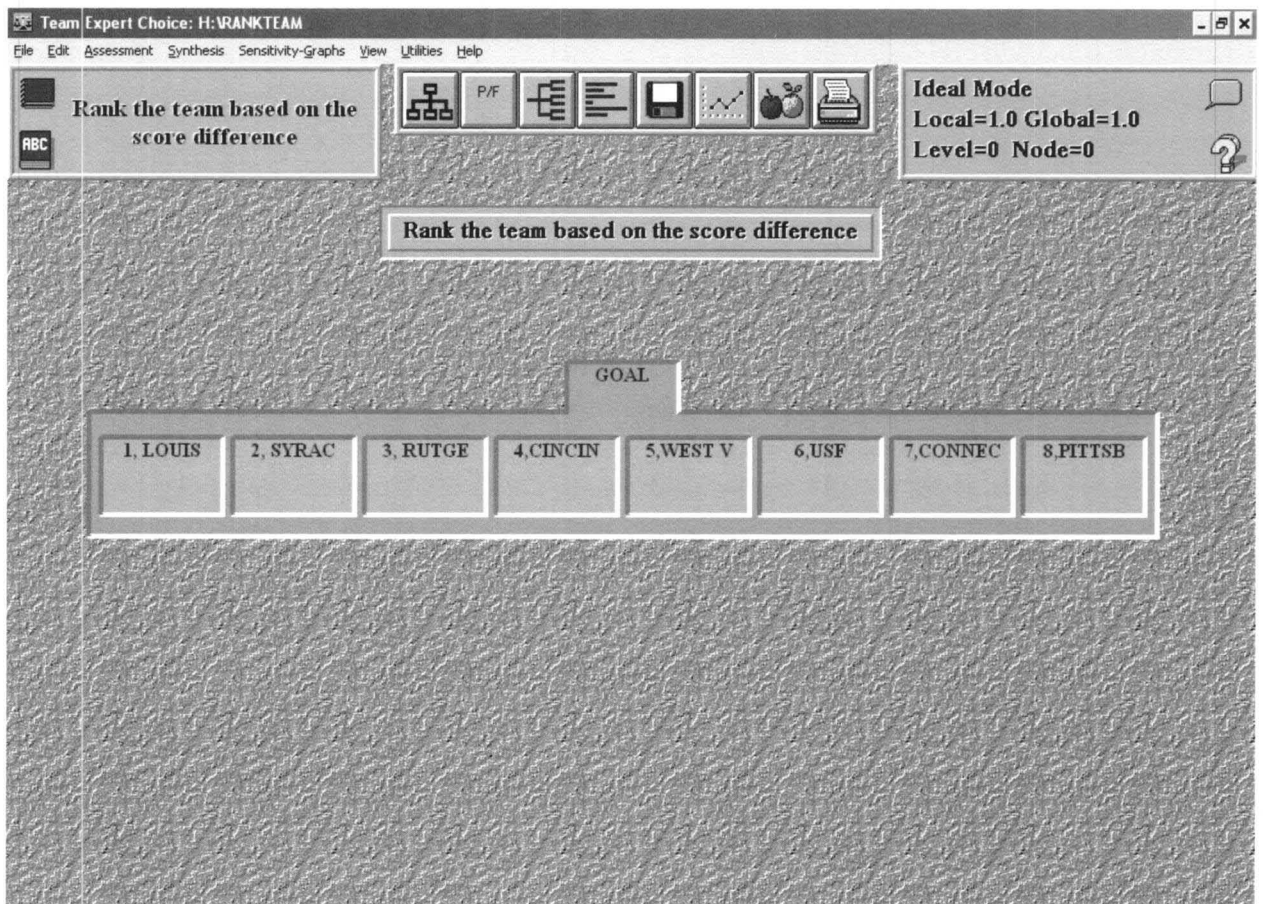 Team Expert Choice: H:\RANKTEAM
File Edit Assessment Synthesis Sensitivity-Graphs View Utilities Help
Rank the team based on the
score difference
ABC
P/F
Ideal Mode
Local=1.0 Global=1.0
Level=0 Node=0
?
Rank the team based on the score difference
GOAL
1, LOUIS 2, SYRAC 3, RUTGE 4,CINCIN 5,WEST V 6,USF 7,CONNEC 8,PITTSB